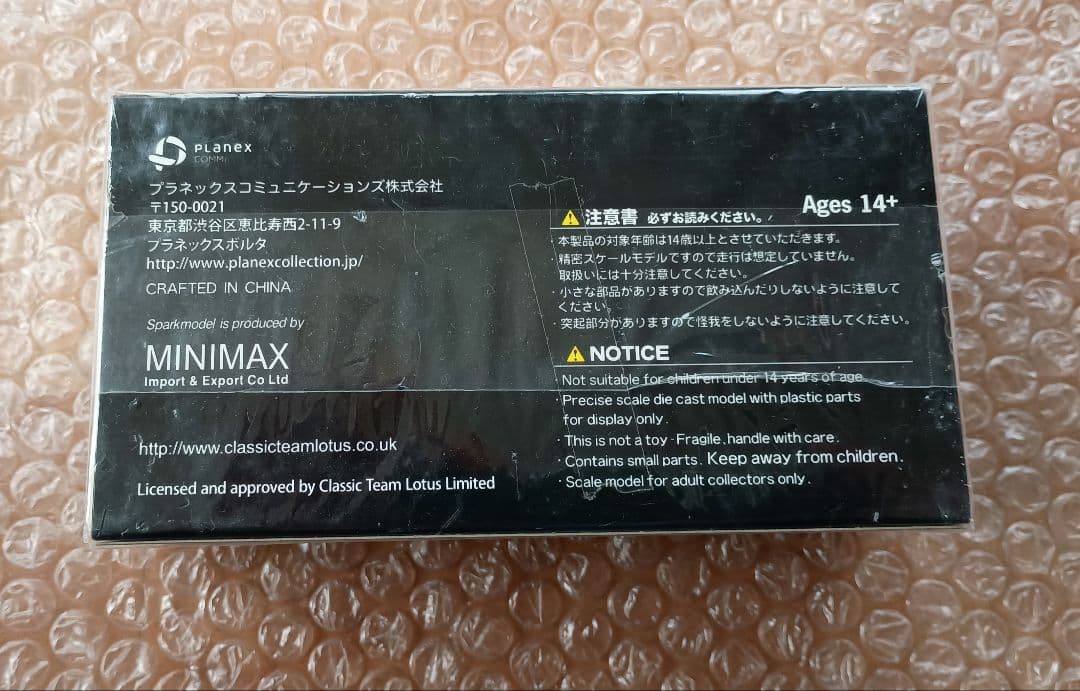 PLANEX
COMM.
プラネックスコミュニケーションズ株式会社
〒150-0021
東京都渋谷区恵比寿西2-11-9
プラネックスボルタ
http://www.planexcollection.jp/
CRAFTED IN CHINA
Sparkmodel is produced by
MINIMAX
Import & Export Co Ltd
http://www.classicteamlotus.co.uk
Licensed and approved by Classic Team Lotus Limited
Ages 14+
注意書 必ずお読みください。
・本製品の対象年齢は14歳以上とさせていただきます。
・精密スケールモデルですので走行は想定していません。
取扱いには十分注意してください。
・小さな部品がありますので飲み込んだりしないように注意して
ください。
・突起部分がありますので怪我をしないように注意してください。
NOTICE
・Not suitable for children under 14 years of age.
・Precise scale die cast model with plastic parts
for display only.
・This is not a toy・Fragile.handle with care.
・Contains small parts. Keep away from children.
・Scale model for adult collectors only.